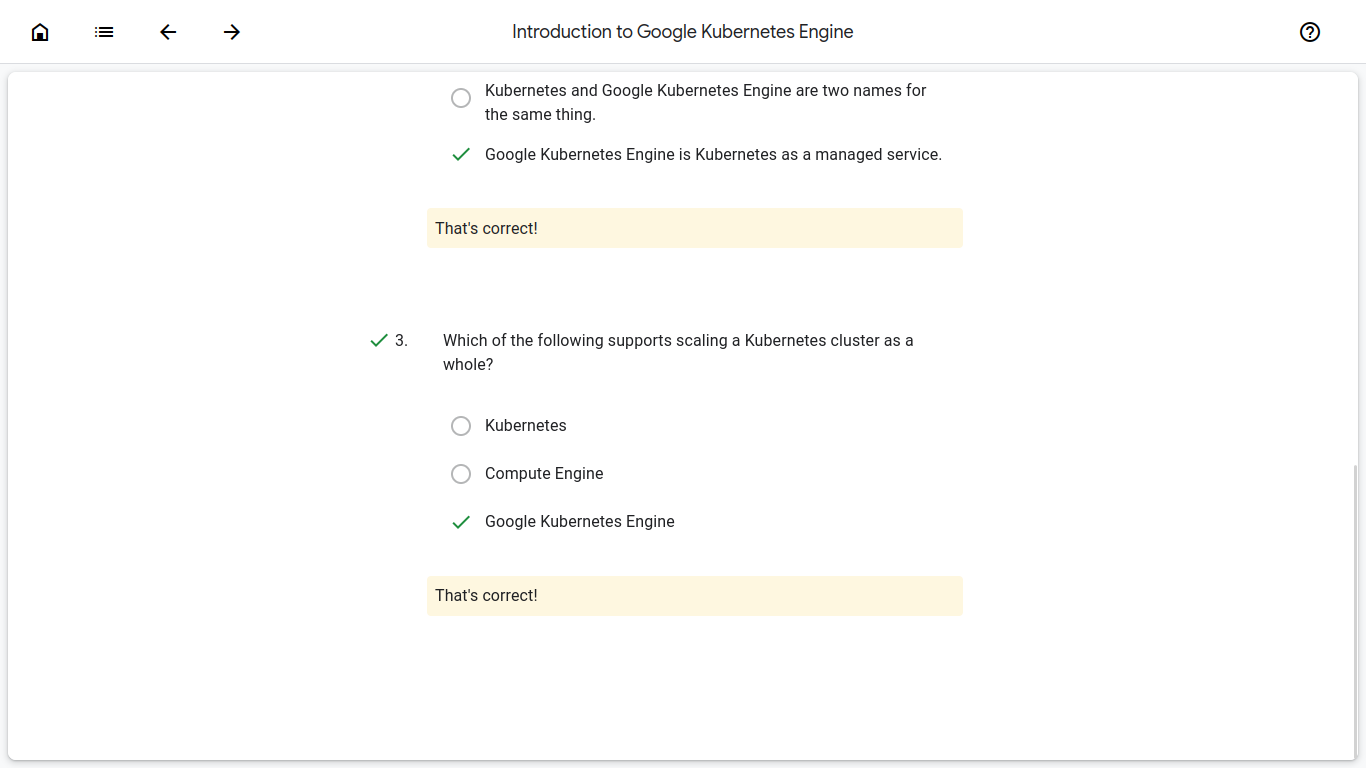 Introduction to Google Kubernetes Engine
Kubernetes and Google Kubernetes Engine are two names for
the same thing.
Google Kubernetes Engine is Kubernetes as a managed service.
That's correct!
3. Which of the following supports scaling a Kubernetes cluster as a
whole?
Kubernetes
Compute Engine
Google Kubernetes Engine
That's correct!